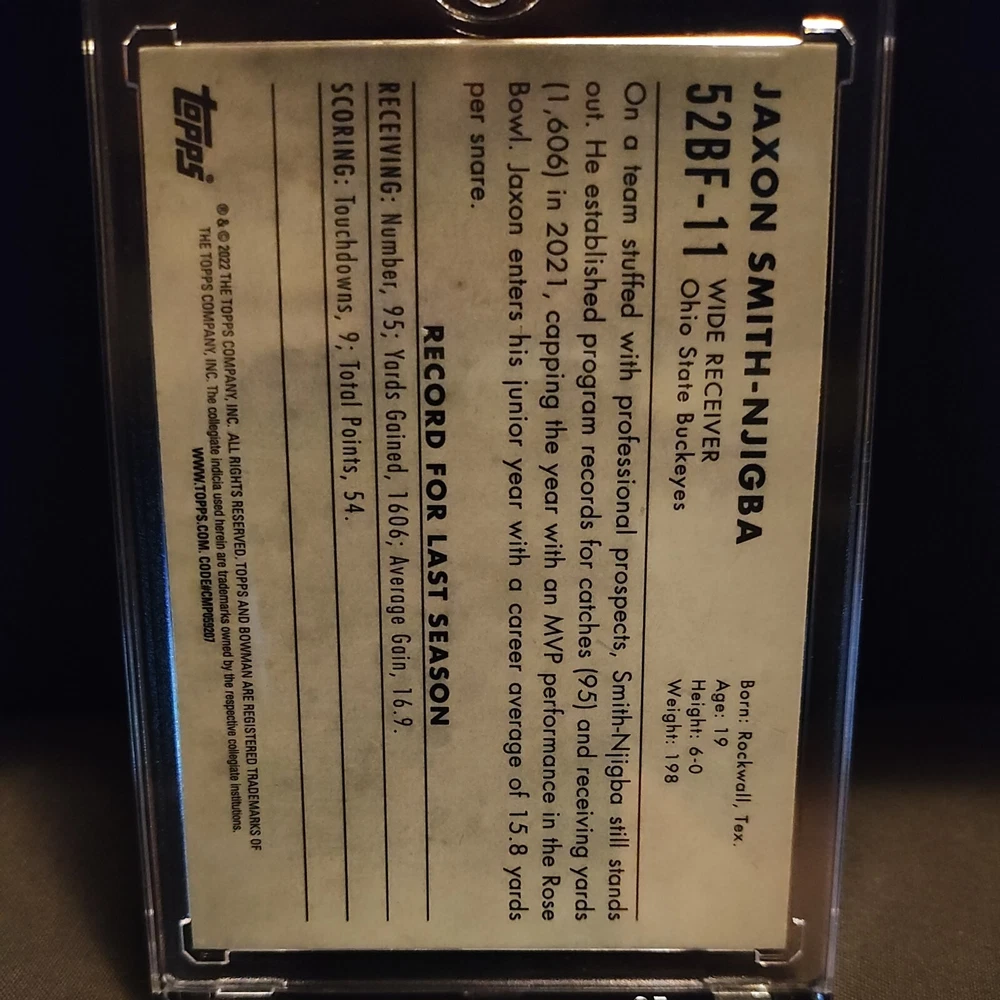 JAXON SMITH-NJIGBA
52BF-11 WIDE RECEIVER
Ohio State Buckeyes
Born: Rockwall, Tex.
Age: 19
Height: 6-0
Weight: 198
On a team stuffed with professional prospects, Smith-Njigba still stands
out. He established program records for catches (95) and receiving yards
(1,606) in 2021, capping the year with an MVP performance in the Rose
Bowl. Jaxon enters his junior year with a career average of 15.8 yards
per snare.
RECORD FOR LAST SEASON
RECEIVING: Number, 95; Yards Gained, 1606; Average Gain, 16.9.
SCORING: Touchdowns, 9; Total Points, 54.
topps®
® & © 2022 THE TOPPS COMPANY, INC. ALL RIGHTS RESERVED. TOPPS AND BOWMAN ARE REGISTERED TRADEMARKS OF
THE TOPPS COMPANY, INC. The collegiate indicia used herein are trademarks owned by the respective collegiate institutions.
WWW.TOPPS.COM. CODE#CMP059207